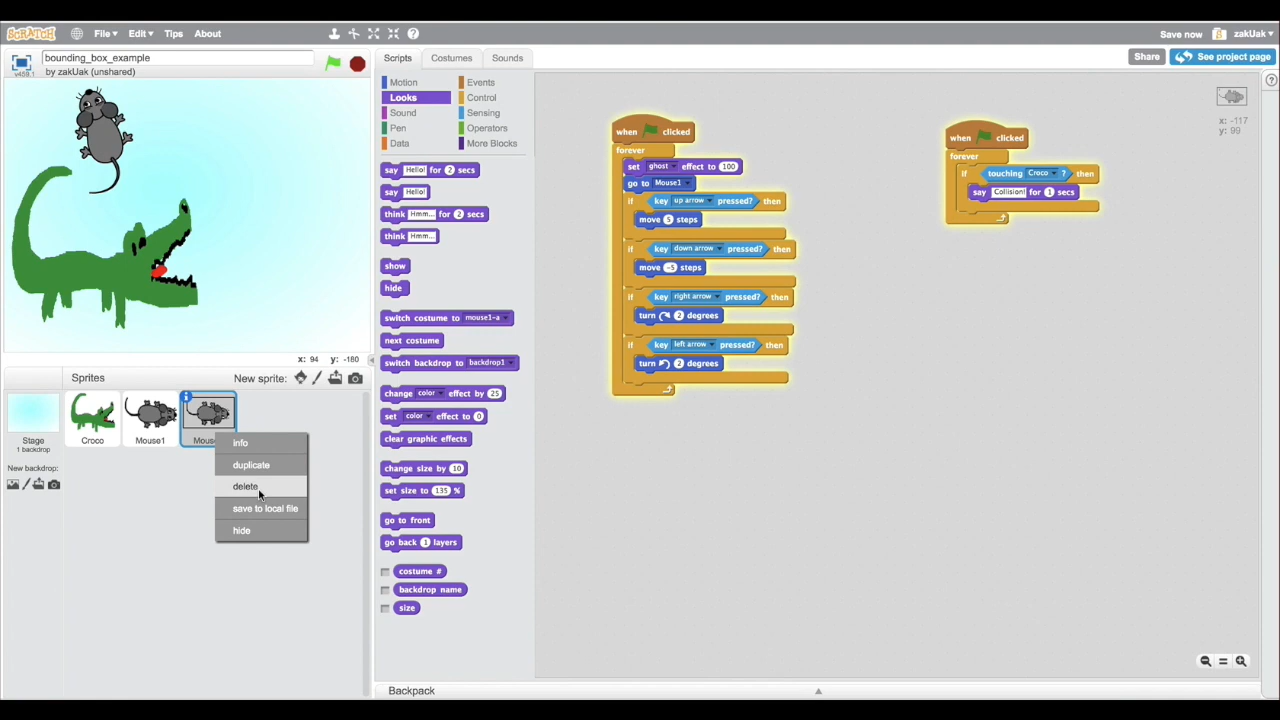 SCRATCH File Edit Tips About Save now zakUak
v459.1 bounding_box_example
by zakUak (unshared)
Scripts Costumes Sounds Share See project page
Motion Events
Looks Control
Sound Sensing
Pen Operators
Data More Blocks
say Hello! for 2 secs
say Hello!
think Hmm... for 2 secs
think Hmm...
show
hide
switch costume to mouse1-a
next costume
switch backdrop to backdrop1
change color effect by 25
set color effect to 0
clear graphic effects
change size by 10
set size to 135 %
go to front
go back 1 layers
costume #
backdrop name
size
when clicked
forever
set ghost effect to 100
go to Mouse1
if key up arrow pressed? then
move 5 steps
if key down arrow pressed? then
move -5 steps
if key right arrow pressed? then
turn 2 degrees
if key left arrow pressed? then
turn 2 degrees
when clicked
forever
if touching Croco ? then
say Collision! for 1 secs
x: -117
y: 99
x: 94 y: -180
Sprites New sprite:
Stage
1 backdrop
New backdrop:
Croco Mouse1 Mous
info
duplicate
delete
save to local file
hide
Backpack